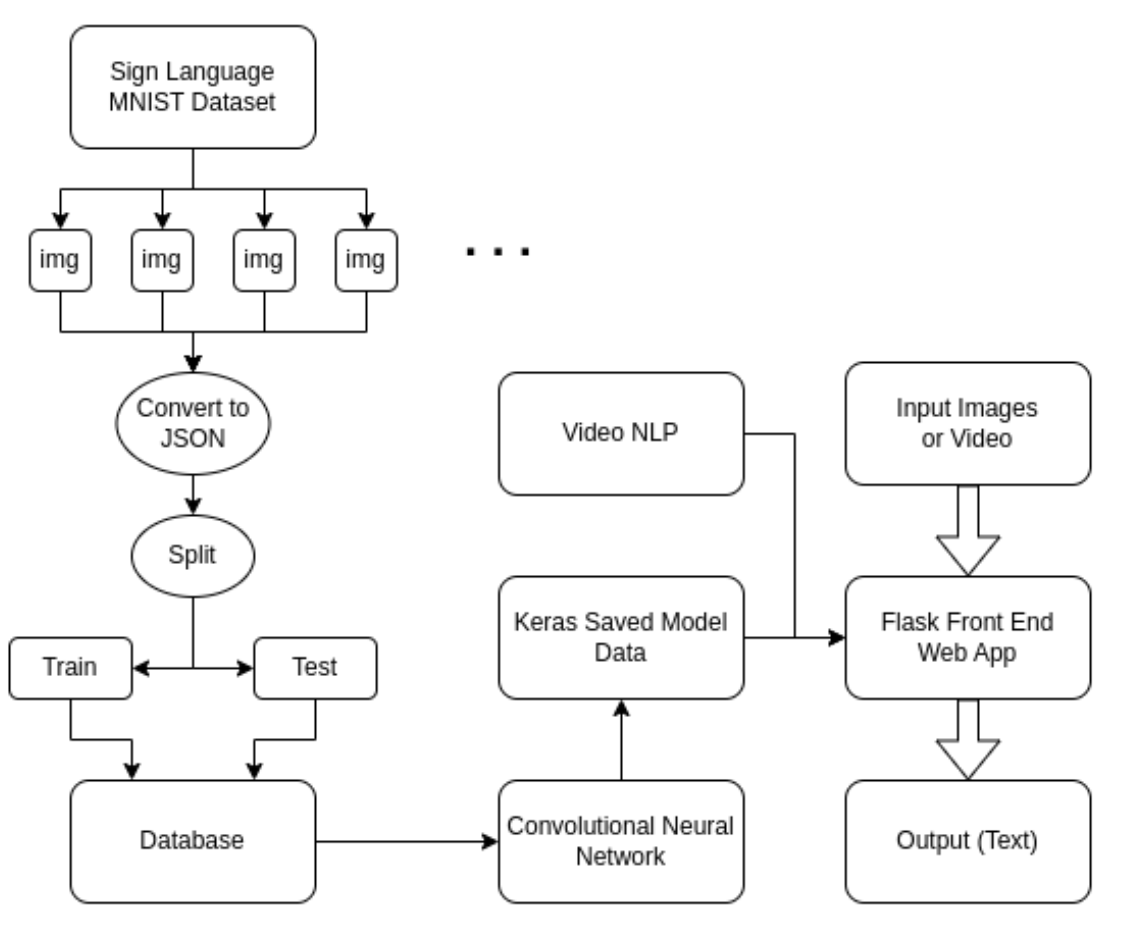 Sign Language
MNIST Dataset
img
img
img
img
. . .
Convert to
JSON
Split
Train
Test
Database
Video NLP
Keras Saved Model
Data
Convolutional Neural
Network
Input Images
or Video
Flask Front End
Web App
Output (Text)